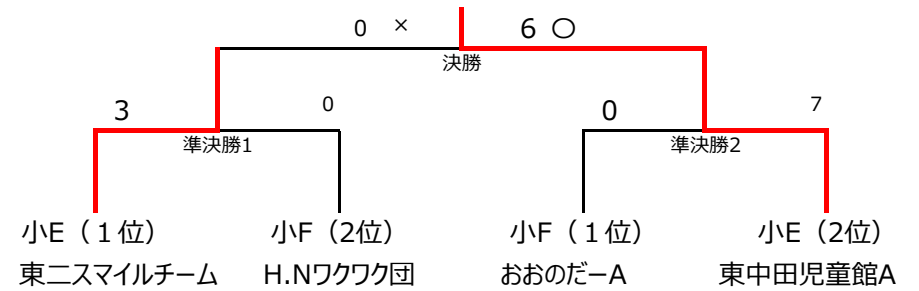 0 × 6 〇
決勝
3 0 0 7
準決勝1 準決勝2
小E（１位） 小F（2位） 小F（１位） 小E（2位）
東二スマイルチーム H.Nワクワク団 おおのだーA 東中田児童館A